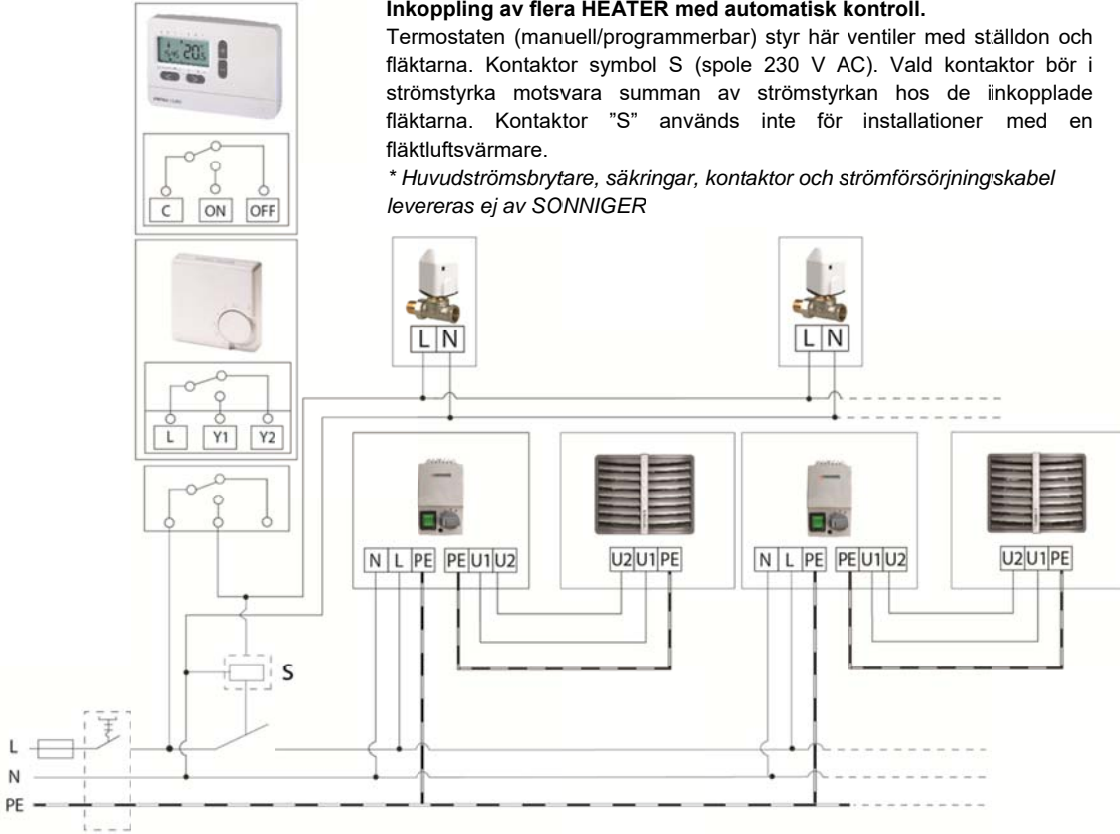 Inkoppling av flera HEATER med automatisk kontroll.
Termostaten (manuell/programmerbar) styr här ventiler med ställdon och
fläktarna. Kontaktor symbol S (spole 230 V AC). Vald kontaktor bör i
strömstyrka motsvara summan av strömstyrkan hos de inkopplade
fläktarna. Kontaktor ”S” används inte för installationer med en
fläktluftsvärmare.
* Huvudströmsbrytare, säkringar, kontaktor och strömförsörjningskabel
levereras ej av SONNIGER
C ON OFF
L N
L N
L Y1 Y2
N L PE PE U1 U2
U2 U1 PE
N L PE PE U1 U2
U2 U1 PE
S
L
N
PE